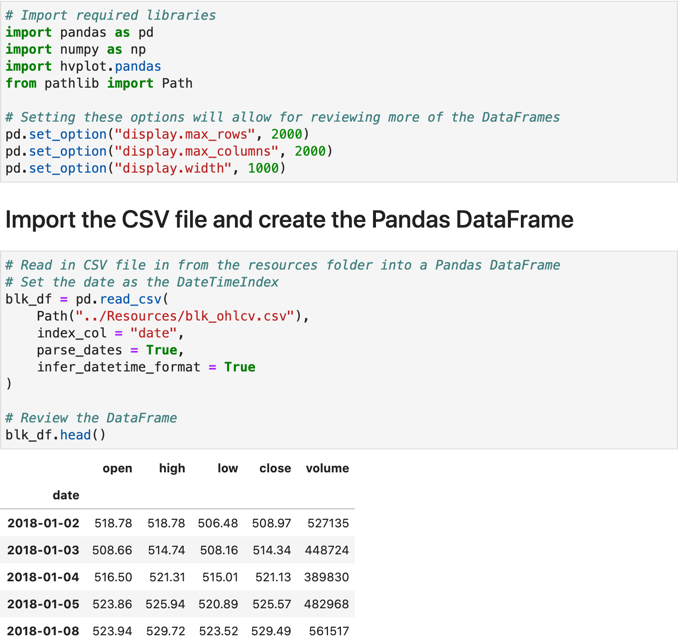 # Import required libraries
import pandas as pd
import numpy as np
import hvplot.pandas
from pathlib import Path
# Setting these options will allow for reviewing more of the DataFrames
pd.set_option("display.max_rows", 2000)
pd.set_option("display.max_columns", 2000)
pd.set_option("display.width", 1000)
Import the CSV file and create the Pandas DataFrame
# Read in CSV file in from the resources folder into a Pandas DataFrame
# Set the date as the DateTimeIndex
blk_df = pd.read_csv(
    Path("../Resources/blk_ohlcv.csv"),
    index_col = "date",
    parse_dates = True,
    infer_datetime_format = True
)
# Review the DataFrame
blk_df.head()
open high low close volume
date
2018-01-02 518.78 518.78 506.48 508.97 527135
2018-01-03 508.66 514.74 508.16 514.34 448724
2018-01-04 516.50 521.31 515.01 521.13 389830
2018-01-05 523.86 525.94 520.89 525.57 482968
2018-01-08 523.94 529.72 523.52 529.49 561517